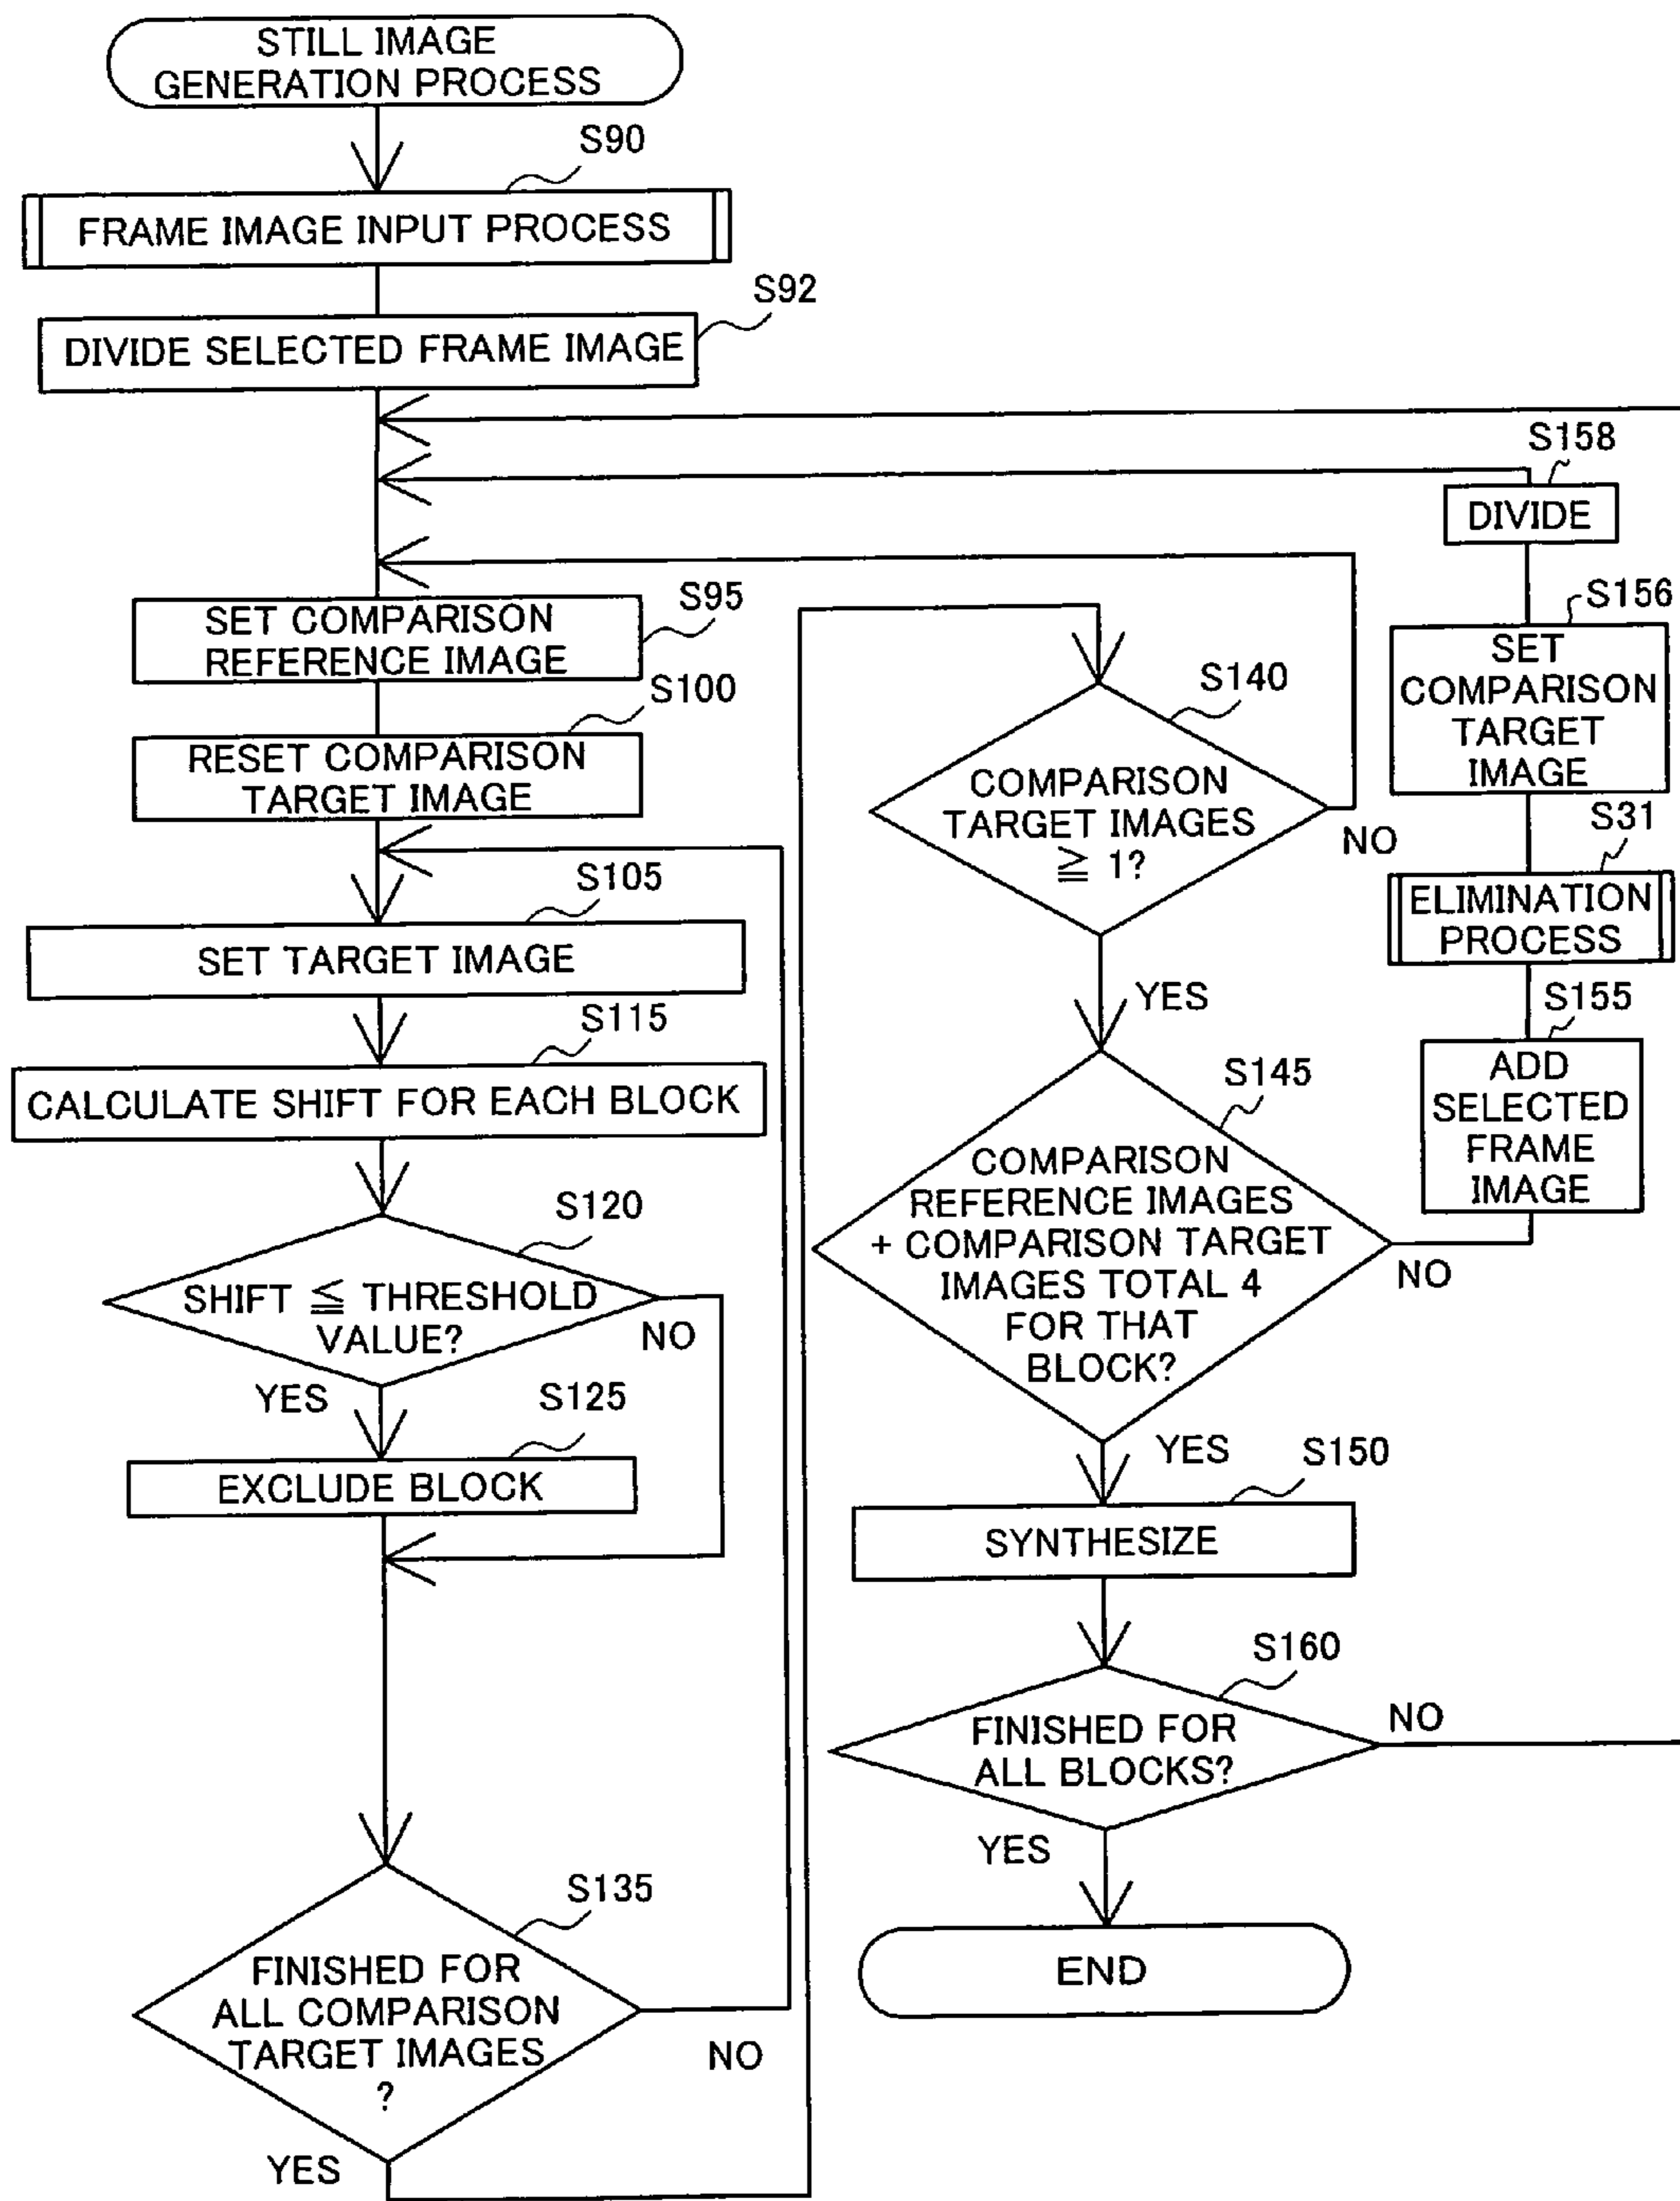 STILL IMAGE
GENERATION PROCESS
S90
FRAME IMAGE INPUT PROCESS
S92
DIVIDE SELECTED FRAME IMAGE
S95
SET COMPARISON
REFERENCE IMAGE
S100
RESET COMPARISON
TARGET IMAGE
S105
SET TARGET IMAGE
S115
CALCULATE SHIFT FOR EACH BLOCK
S120
SHIFT ≦ THRESHOLD
VALUE?
NO
YES
S125
EXCLUDE BLOCK
S135
FINISHED FOR
ALL COMPARISON
TARGET IMAGES
?
NO
YES
S140
COMPARISON
TARGET IMAGES
≧ 1?
NO
YES
S145
COMPARISON
REFERENCE IMAGES
+ COMPARISON TARGET
IMAGES TOTAL 4
FOR THAT
BLOCK?
NO
YES
S150
SYNTHESIZE
S160
FINISHED FOR
ALL BLOCKS?
NO
YES
END
S158
DIVIDE
S156
SET
COMPARISON
TARGET
IMAGE
S31
ELIMINATION
PROCESS
S155
ADD
SELECTED
FRAME
IMAGE